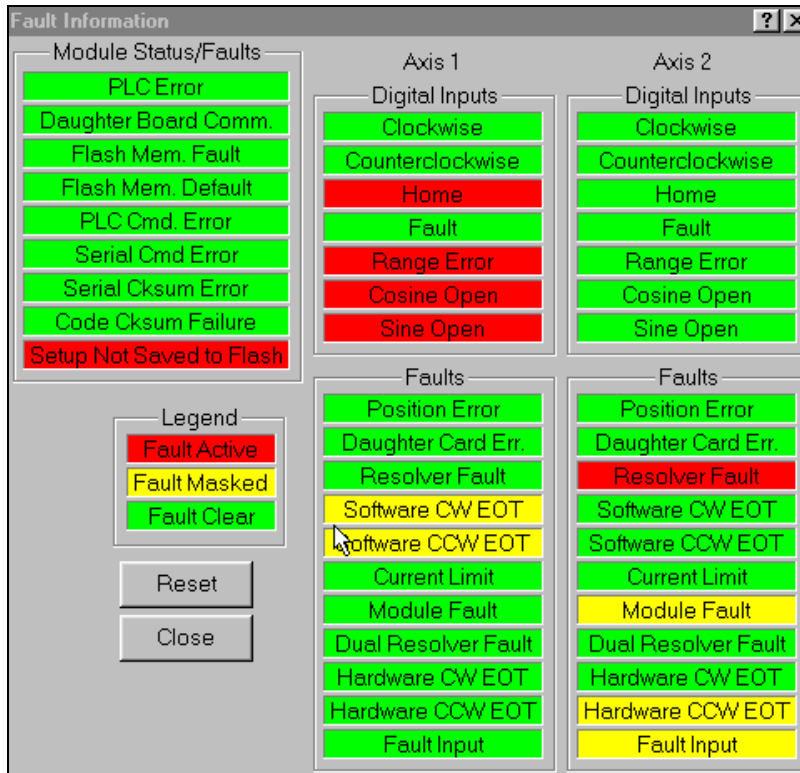 Fault Information
Module Status/Faults
PLC Error
Daughter Board Comm.
Flash Mem. Fault
Flash Mem. Default
PLC Cmd. Error
Serial Cmd Error
Serial Cksum Error
Code Cksum Failure
Setup Not Saved to Flash
Legend
Fault Active
Fault Masked
Fault Clear
Reset
Close
Axis 1
Digital Inputs
Clockwise
Counterclockwise
Home
Fault
Range Error
Cosine Open
Sine Open
Faults
Position Error
Daughter Card Err.
Resolver Fault
Software CW EOT
Software CCW EOT
Current Limit
Module Fault
Dual Resolver Fault
Hardware CW EOT
Hardware CCW EOT
Fault Input
Axis 2
Digital Inputs
Clockwise
Counterclockwise
Home
Fault
Range Error
Cosine Open
Sine Open
Faults
Position Error
Daughter Card Err.
Resolver Fault
Software CW EOT
Software CCW EOT
Current Limit
Module Fault
Dual Resolver Fault
Hardware CW EOT
Hardware CCW EOT
Fault Input